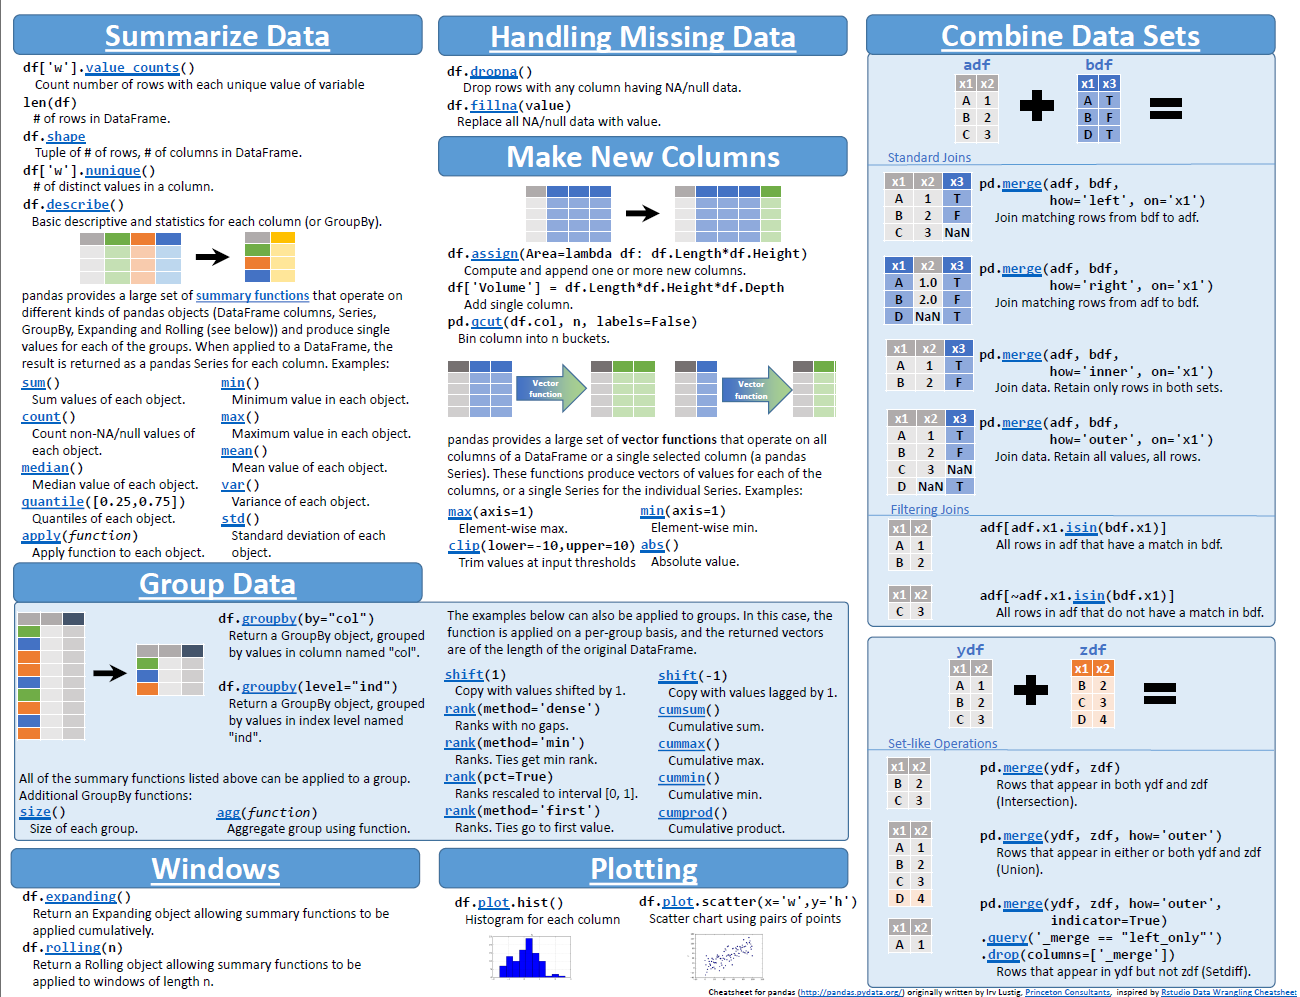 Summarize Data
df['w'].value_counts()
Count number of rows with each unique value of variable
len(df)
# of rows in DataFrame.
df.shape
Tuple of # of rows, # of columns in DataFrame.
df['w'].nunique()
# of distinct values in a column.
df.describe()
Basic descriptive and statistics for each column (or GroupBy).
pandas provides a large set of summary functions that operate on
different kinds of pandas objects (DataFrame columns, Series,
GroupBy, Expanding and Rolling (see below)) and produce single
values for each of the groups. When applied to a DataFrame, the
result is returned as a pandas Series for each column. Examples:
sum()
Sum values of each object.
count()
Count non-NA/null values of
each object.
median()
Median value of each object.
quantile([0.25,0.75])
Quantiles of each object.
apply(function)
Apply function to each object.
min()
Minimum value in each object.
max()
Maximum value in each object.
mean()
Mean value of each object.
var()
Variance of each object.
std()
Standard deviation of each
object.
Handling Missing Data
df.dropna()
Drop rows with any column having NA/null data.
df.fillna(value)
Replace all NA/null data with value.
Make New Columns
df.assign(Area=lambda df: df.Length*df.Height)
Compute and append one or more new columns.
df['Volume'] = df.Length*df.Height*df.Depth
Add single column.
pd.qcut(df.col, n, labels=False)
Bin column into n buckets.
Vector
function
Vector
function
pandas provides a large set of vector functions that operate on all
columns of a DataFrame or a single selected column (a pandas
Series). These functions produce vectors of values for each of the
columns, or a single Series for the individual Series. Examples:
max(axis=1)
Element-wise max.
clip(lower=-10,upper=10)
Trim values at input thresholds
min(axis=1)
Element-wise min.
abs()
Absolute value.
Group Data
df.groupby(by="col")
Return a GroupBy object, grouped
by values in column named "col".
df.groupby(level="ind")
Return a GroupBy object, grouped
by values in index level named
"ind".
All of the summary functions listed above can be applied to a group.
Additional GroupBy functions:
size()
Size of each group.
agg(function)
Aggregate group using function.
The examples below can also be applied to groups. In this case, the
function is applied on a per-group basis, and the returned vectors
are of the length of the original DataFrame.
shift(1)
Copy with values shifted by 1.
rank(method='dense')
Ranks with no gaps.
rank(method='min')
Ranks. Ties get min rank.
rank(pct=True)
Ranks rescaled to interval [0, 1].
rank(method='first')
Ranks. Ties go to first value.
shift(-1)
Copy with values lagged by 1.
cumsum()
Cumulative sum.
cummax()
Cumulative max.
cummin()
Cumulative min.
cumprod()
Cumulative product.
Windows
df.expanding()
Return an Expanding object allowing summary functions to be
applied cumulatively.
df.rolling(n)
Return a Rolling object allowing summary functions to be
applied to windows of length n.
Plotting
df.plot.hist()
Histogram for each column
df.plot.scatter(x='w',y='h')
Scatter chart using pairs of points
Combine Data Sets
adf
x1 x2
A 1
B 2
C 3
+
bdf
x1 x3
A T
B F
D T
=
Standard Joins
x1 x2 x3
A 1 T
B 2 F
C 3 NaN
pd.merge(adf, bdf,
how='left', on='x1')
Join matching rows from bdf to adf.
x1 x2 x3
A 1.0 T
B 2.0 F
D NaN T
pd.merge(adf, bdf,
how='right', on='x1')
Join matching rows from adf to bdf.
x1 x2 x3
A 1 T
B 2 F
pd.merge(adf, bdf,
how='inner', on='x1')
Join data. Retain only rows in both sets.
x1 x2 x3
A 1 T
B 2 F
C 3 NaN
D NaN T
pd.merge(adf, bdf,
how='outer', on='x1')
Join data. Retain all values, all rows.
Filtering Joins
x1 x2
A 1
B 2
adf[adf.x1.isin(bdf.x1)]
All rows in adf that have a match in bdf.
x1 x2
C 3
adf[~adf.x1.isin(bdf.x1)]
All rows in adf that do not have a match in bdf.
ydf
x1 x2
A 1
B 2
C 3
+
zdf
x1 x2
B 2
C 3
D 4
=
Set-like Operations
x1 x2
B 2
C 3
pd.merge(ydf, zdf)
Rows that appear in both ydf and zdf
(Intersection).
x1 x2
A 1
B 2
C 3
D 4
pd.merge(ydf, zdf, how='outer')
Rows that appear in either or both ydf and zdf
(Union).
x1 x2
A 1
pd.merge(ydf, zdf, how='outer',
indicator=True)
.query('_merge == "left_only"')
.drop(columns=['_merge'])
Rows that appear in ydf but not zdf (Setdiff).
Cheatsheet for pandas (http://pandas.pydata.org/) originally written by Irv Lustig, Princeton Consultants, inspired by Rstudio Data Wrangling Cheatsheet